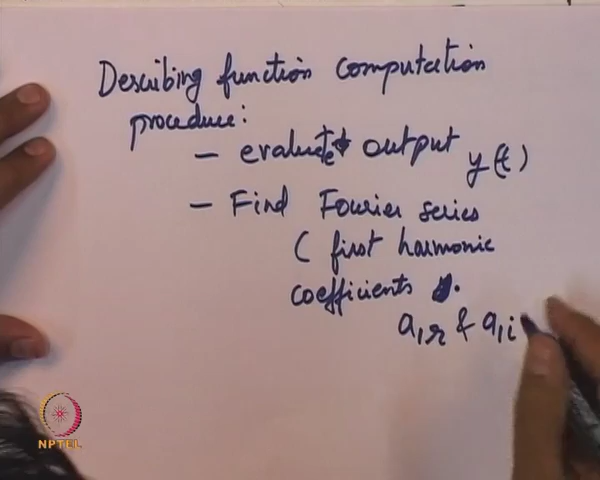 Describing function computation
procedure:
– evaluate output y(t)
– Find Fourier series
( first harmonic
coefficients .
a1r & a1i
NPTEL